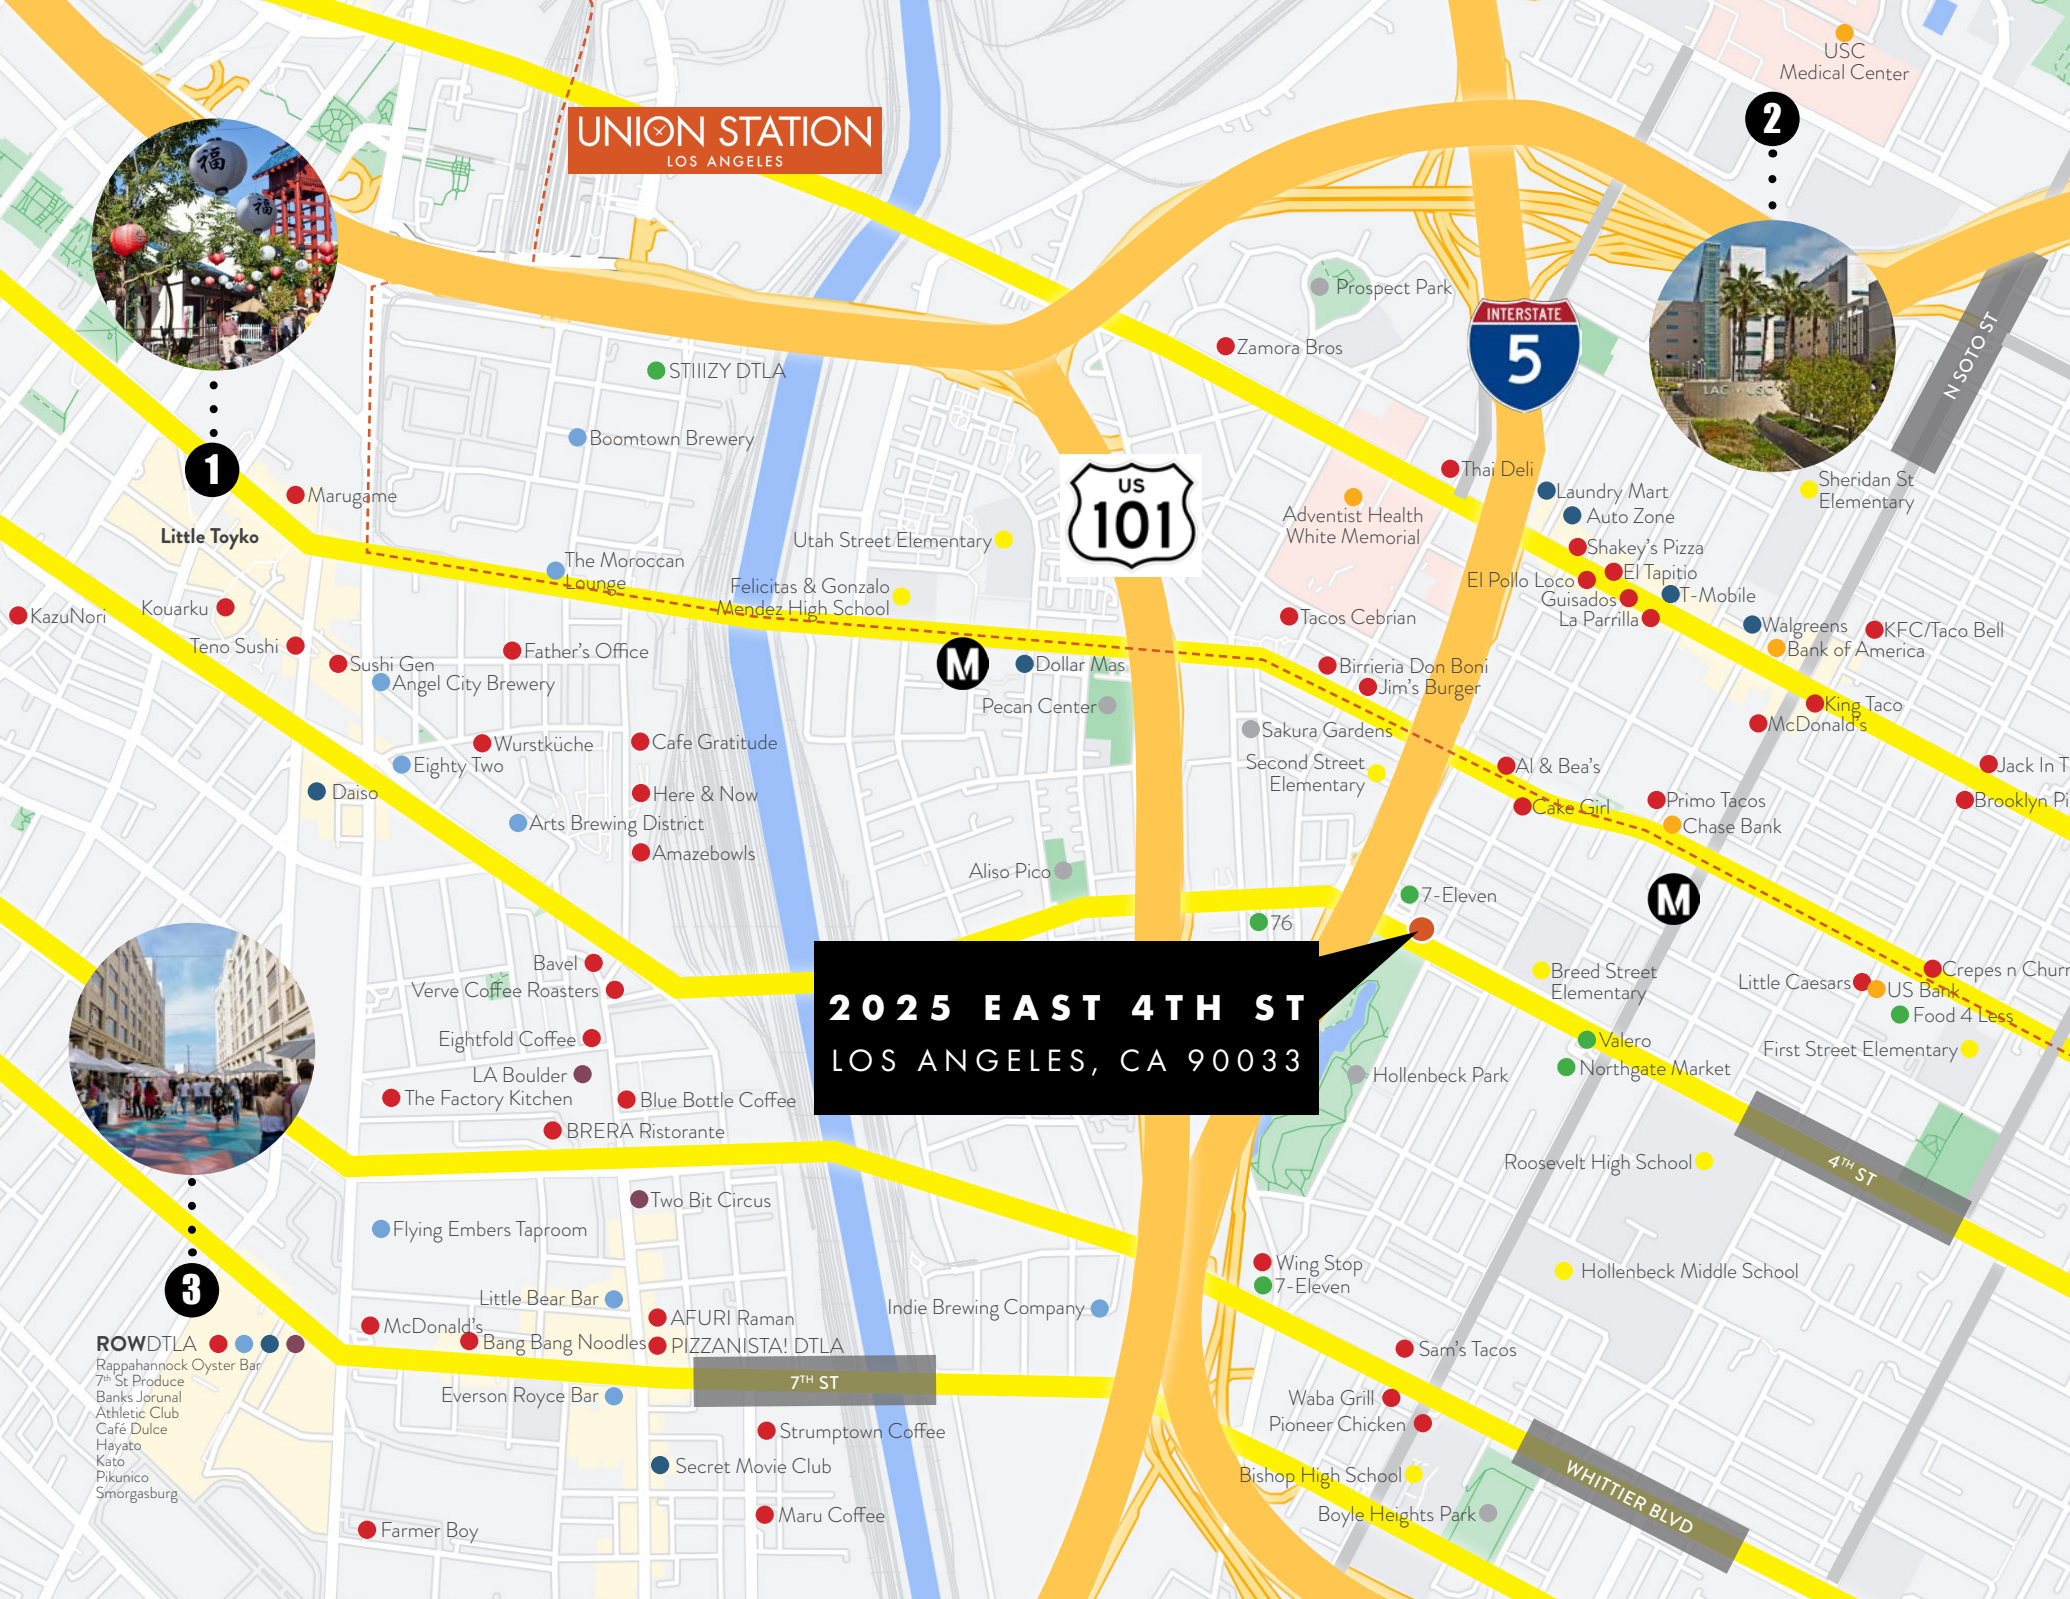 USC
Medical Center
2
UNION STATION
LOS ANGELES
福
福
Prospect Park
INTERSTATE
5
N SOTO ST
Zamora Bros
STIIIZY DTLA
LAC+USC
Boomtown Brewery
1
Marugame
Little Toyko
Thai Deli
Laundry Mart
Auto Zone
Sheridan St
Elementary
US
101
Adventist Health
White Memorial
Utah Street Elementary
Shakey's Pizza
El Tapitio
El Pollo Loco
T-Mobile
Guisados
La Parrilla
The Moroccan
Lounge
Felicitas & Gonzalo
Mendez High School
KazuNori
Kouarku
Teno Sushi
Sushi Gen
Angel City Brewery
Father's Office
M
Dollar Mas
Pecan Center
Tacos Cebrian
Birrieria Don Boni
Jim's Burger
Walgreens
KFC/Taco Bell
Bank of America
King Taco
McDonald's
Sakura Gardens
Second Street
Elementary
Wurstküche
Eighty Two
Cafe Gratitude
Daiso
Here & Now
Arts Brewing District
Amazebowls
Al & Bea's
Cake Girl
Primo Tacos
Chase Bank
Jack In T
Brooklyn Pi
Aliso Pico
7-Eleven
76
M
Bavel
Verve Coffee Roasters
2025 EAST 4TH ST
LOS ANGELES, CA 90033
Breed Street
Elementary
Little Caesars
Crepes n Churr
US Bank
Food 4 Less
Eightfold Coffee
LA Boulder
The Factory Kitchen
Blue Bottle Coffee
BRERA Ristorante
Hollenbeck Park
Valero
Northgate Market
First Street Elementary
Roosevelt High School
4TH ST
Two Bit Circus
Flying Embers Taproom
Wing Stop
7-Eleven
Hollenbeck Middle School
3
Little Bear Bar
Indie Brewing Company
McDonald's
Bang Bang Noodles
AFURI Raman
PIZZANISTA! DTLA
Sam's Tacos
ROWDTLA
Rappahannock Oyster Bar
7th St Produce
Banks Jorunal
Athletic Club
Café Dulce
Hayato
Kato
Pikunico
Smorgasburg
7TH ST
Everson Royce Bar
Waba Grill
Pioneer Chicken
Strumptown Coffee
Secret Movie Club
Bishop High School
WHITTIER BLVD
Maru Coffee
Boyle Heights Park
Farmer Boy